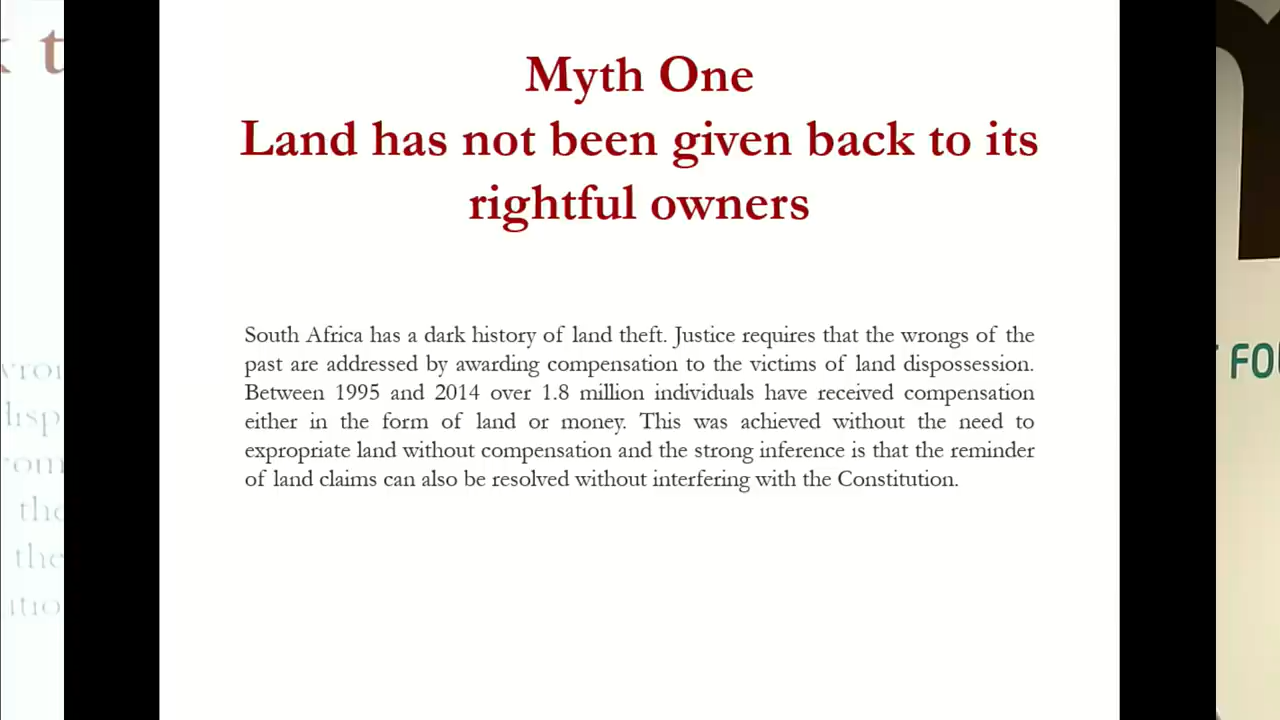 Myth One
Land has not been given back to its
rightful owners
South Africa has a dark history of land theft. Justice requires that the wrongs of the
past are addressed by awarding compensation to the victims of land dispossession.
Between 1995 and 2014 over 1.8 million individuals have received compensation
either in the form of land or money. This was achieved without the need to
expropriate land without compensation and the strong inference is that the reminder
of land claims can also be resolved without interfering with the Constitution.